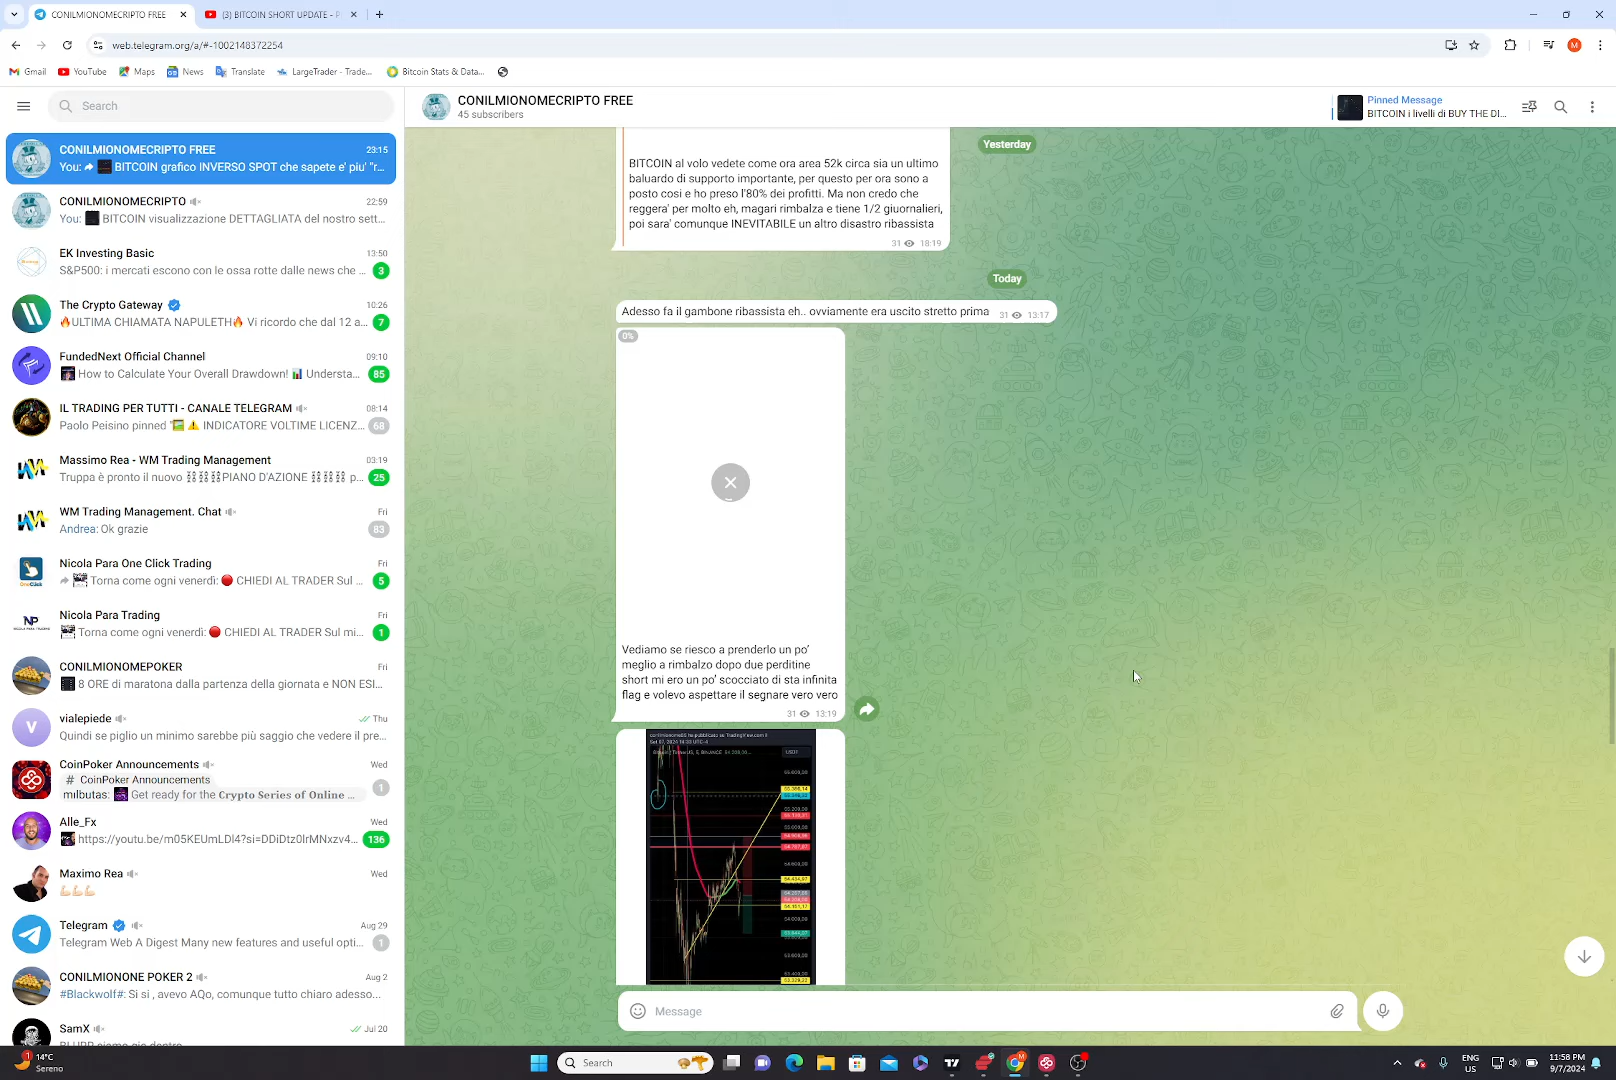 CONILMIONOMECRIPTO FREE
(3) BITCOIN SHORT UPDATE - P
web.telegram.org/a/#-1002148372254
Gmail
YouTube
Maps
News
Translate
LargeTrader - Trade...
Bitcoin Stats & Data...
M
Search
CONILMIONOMECRIPTO FREE
45 subscribers
Pinned Message
BITCOIN i livelli di BUY THE DI...
CONILMIONOMECRIPTO FREE 23:15
You: BITCOIN grafico INVERSO SPOT che sapete e' piu' "r...
CONILMIONOMECRIPTO 22:59
You: BITCOIN visualizzazione DETTAGLIATA del nostro sett...
EK Investing Basic 13:50
S&P500: i mercati escono con le ossa rotte dalle news che ... 3
The Crypto Gateway 10:26
🔥ULTIMA CHIAMATA NAPULETH🔥 Vi ricordo che dal 12 a... 7
FundedNext Official Channel 09:10
How to Calculate Your Overall Drawdown! 📊 Understa... 85
IL TRADING PER TUTTI - CANALE TELEGRAM 08:14
Paolo Peisino pinned "🖼 ⚠ INDICATORE VOLTIME LICENZ... 68
Massimo Rea - WM Trading Management 03:19
Truppa è pronto il nuovo ⛓⛓⛓PIANO D'AZIONE ⛓⛓⛓ p... 25
WM Trading Management. Chat Fri
Andrea: Ok grazie 83
Nicola Para One Click Trading Fri
Torna come ogni venerdì: 🔴 CHIEDI AL TRADER Sul ... 5
OneClick
Nicola Para Trading Fri
Torna come ogni venerdì: 🔴 CHIEDI AL TRADER Sul mi... 1
NP
CONILMIONOMEPOKER Fri
8 ORE di maratona dalla partenza della giornata e NON ESI...
V
vialepiede Thu
Quindi se piglio un minimo sarebbe più saggio che vedere il pre...
CoinPoker Announcements Wed
# CoinPoker Announcements
mılbutas: Get ready for the Crypto Series of Online ... 1
Alle_Fx Wed
https://youtu.be/m05KEUmLDl4?si=DDiDtz0lrMNxzv4... 136
Maximo Rea Wed
💪🏻💪🏻💪🏻
Telegram Aug 29
Telegram Web A Digest Many new features and useful opti... 1
CONILMIONONE POKER 2 Aug 2
#Blackwolf#: Si si , avevo AQo, comunque tutto chiaro adesso...
SamX Jul 20
Yesterday
BITCOIN al volo vedete come ora area 52k circa sia un ultimo
baluardo di supporto importante, per questo per ora sono a
posto cosi e ho preso l'80% dei profitti. Ma non credo che
reggera' per molto eh, magari rimbalza e tiene 1/2 giuornalieri,
poi sara' comunque INEVITABILE un altro disastro ribassista
31 18:19
Today
Adesso fa il gambone ribassista eh.. ovviamente era uscito stretto prima 31 13:17
0%
Vediamo se riesco a prenderlo un po'
meglio a rimbalzo dopo due perditine
short mi ero un po' scocciato di sta infinita
flag e volevo aspettare il segnare vero vero
31 13:19
Message
14°C
Sereno
Search
ENG
US
11:58 PM
9/7/2024